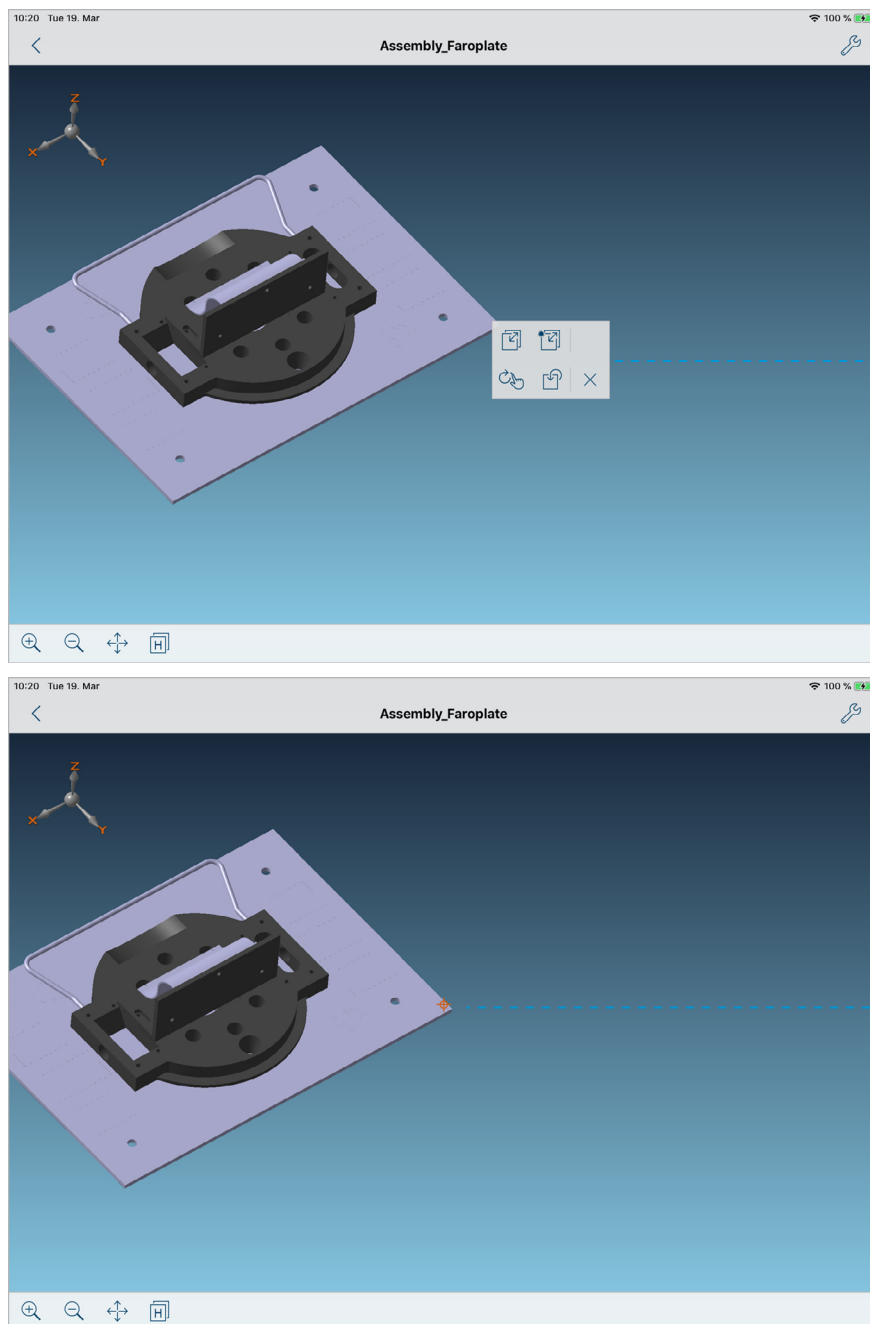 10:20 Tue 19. Mar 100 %
Assembly_Faroplate
Z
X
Y
H
10:20 Tue 19. Mar 100 %
Assembly_Faroplate
Z
X
Y
H